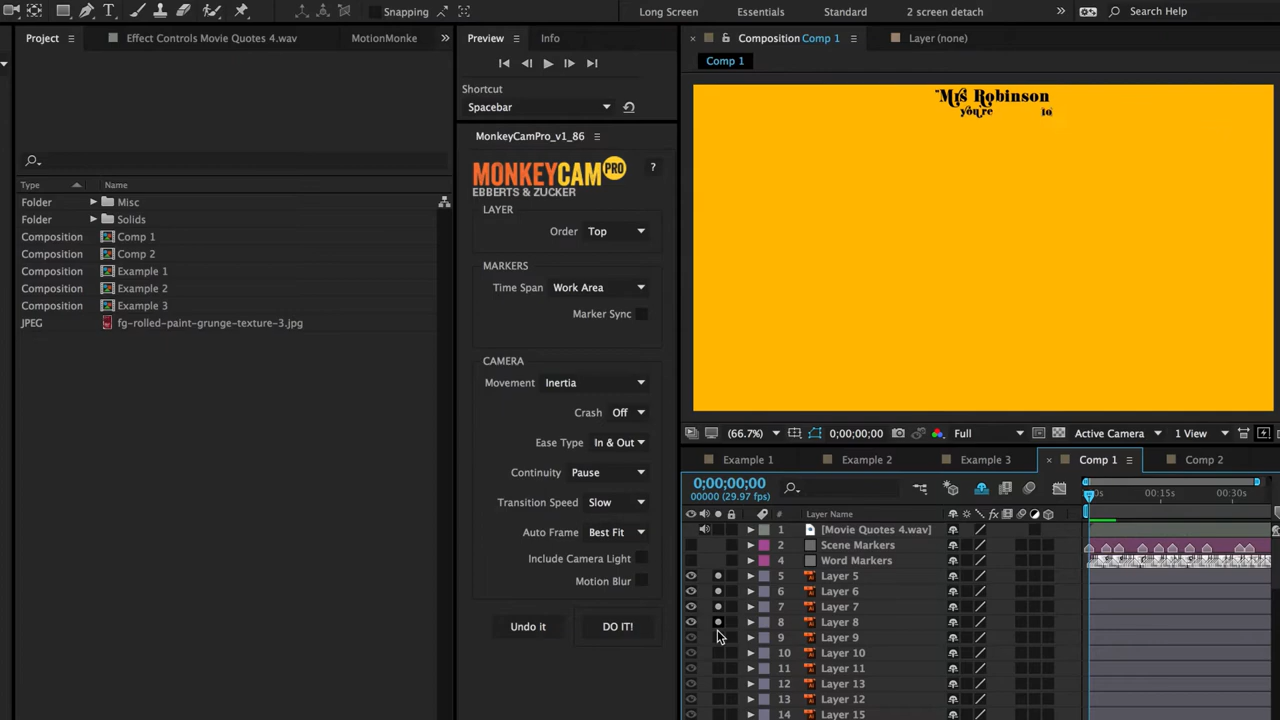 Snapping
Long Screen
Essentials
Standard
2 screen detach
Search Help
Project
Effect Controls Movie Quotes 4.wav
MotionMonke
Preview
Info
Composition Comp 1
Layer (none)
Comp 1
Shortcut
Spacebar
"Mrs Robinson
you're to
MonkeyCamPro_v1_86
MONKEYCAM PRO
EBBERTS & ZUCKER
?
Type
Name
Folder Misc
Folder Solids
Composition Comp 1
Composition Comp 2
Composition Example 1
Composition Example 2
Composition Example 3
JPEG fg-rolled-paint-grunge-texture-3.jpg
LAYER
Order Top
MARKERS
Time Span Work Area
Marker Sync
CAMERA
Movement Inertia
Crash Off
Ease Type In & Out
Continuity Pause
Transition Speed Slow
Auto Frame Best Fit
Include Camera Light
Motion Blur
Undo it
DO IT!
(66.7%)
0;00;00;00
Full
Active Camera
1 View
Example 1
Example 2
Example 3
Comp 1
Comp 2
0;00;00;00
00000 (29.97 fps)
0s
00:15s
00:30s
# Layer Name
fx
1 [Movie Quotes 4.wav]
2 Scene Markers
4 Word Markers
5 Layer 5
6 Layer 6
7 Layer 7
8 Layer 8
9 Layer 9
10 Layer 10
11 Layer 11
12 Layer 13
13 Layer 12
14 Layer 15